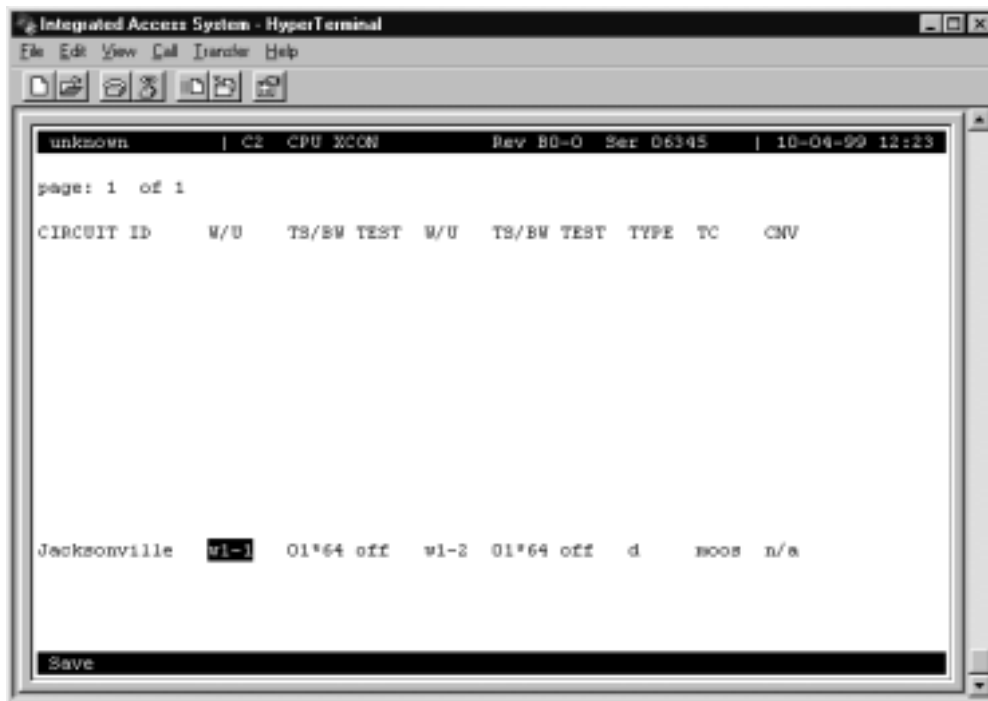 Integrated Access System - HyperTerminal
File Edit View Call Transfer Help
unknown | C2 CPU XCON Rev B0-0 Ser 06345 | 10-04-99 12:23
page: 1 of 1
CIRCUIT ID W/U TS/BW TEST W/U TS/BW TEST TYPE TC CNV
Jacksonville w1-1 01*64 off w1-2 01*64 off d moos n/a
Save